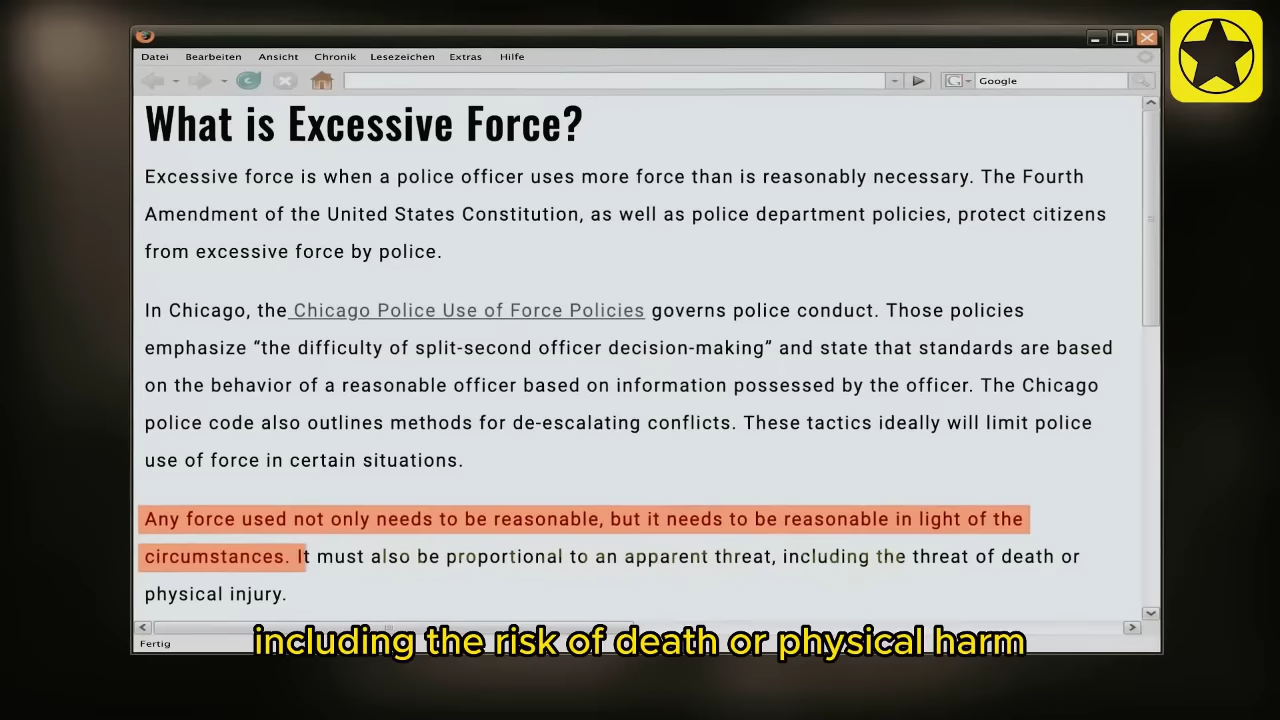 Datei Bearbeiten Ansicht Chronik Lesezeichen Extras Hilfe
Google
What is Excessive Force?
Excessive force is when a police officer uses more force than is reasonably necessary. The Fourth
Amendment of the United States Constitution, as well as police department policies, protect citizens
from excessive force by police.
In Chicago, the Chicago Police Use of Force Policies governs police conduct. Those policies
emphasize “the difficulty of split-second officer decision-making” and state that standards are based
on the behavior of a reasonable officer based on information possessed by the officer. The Chicago
police code also outlines methods for de-escalating conflicts. These tactics ideally will limit police
use of force in certain situations.
Any force used not only needs to be reasonable, but it needs to be reasonable in light of the
circumstances. It must also be proportional to an apparent threat, including the threat of death or
physical injury.
Fertig
including the risk of death or physical harm